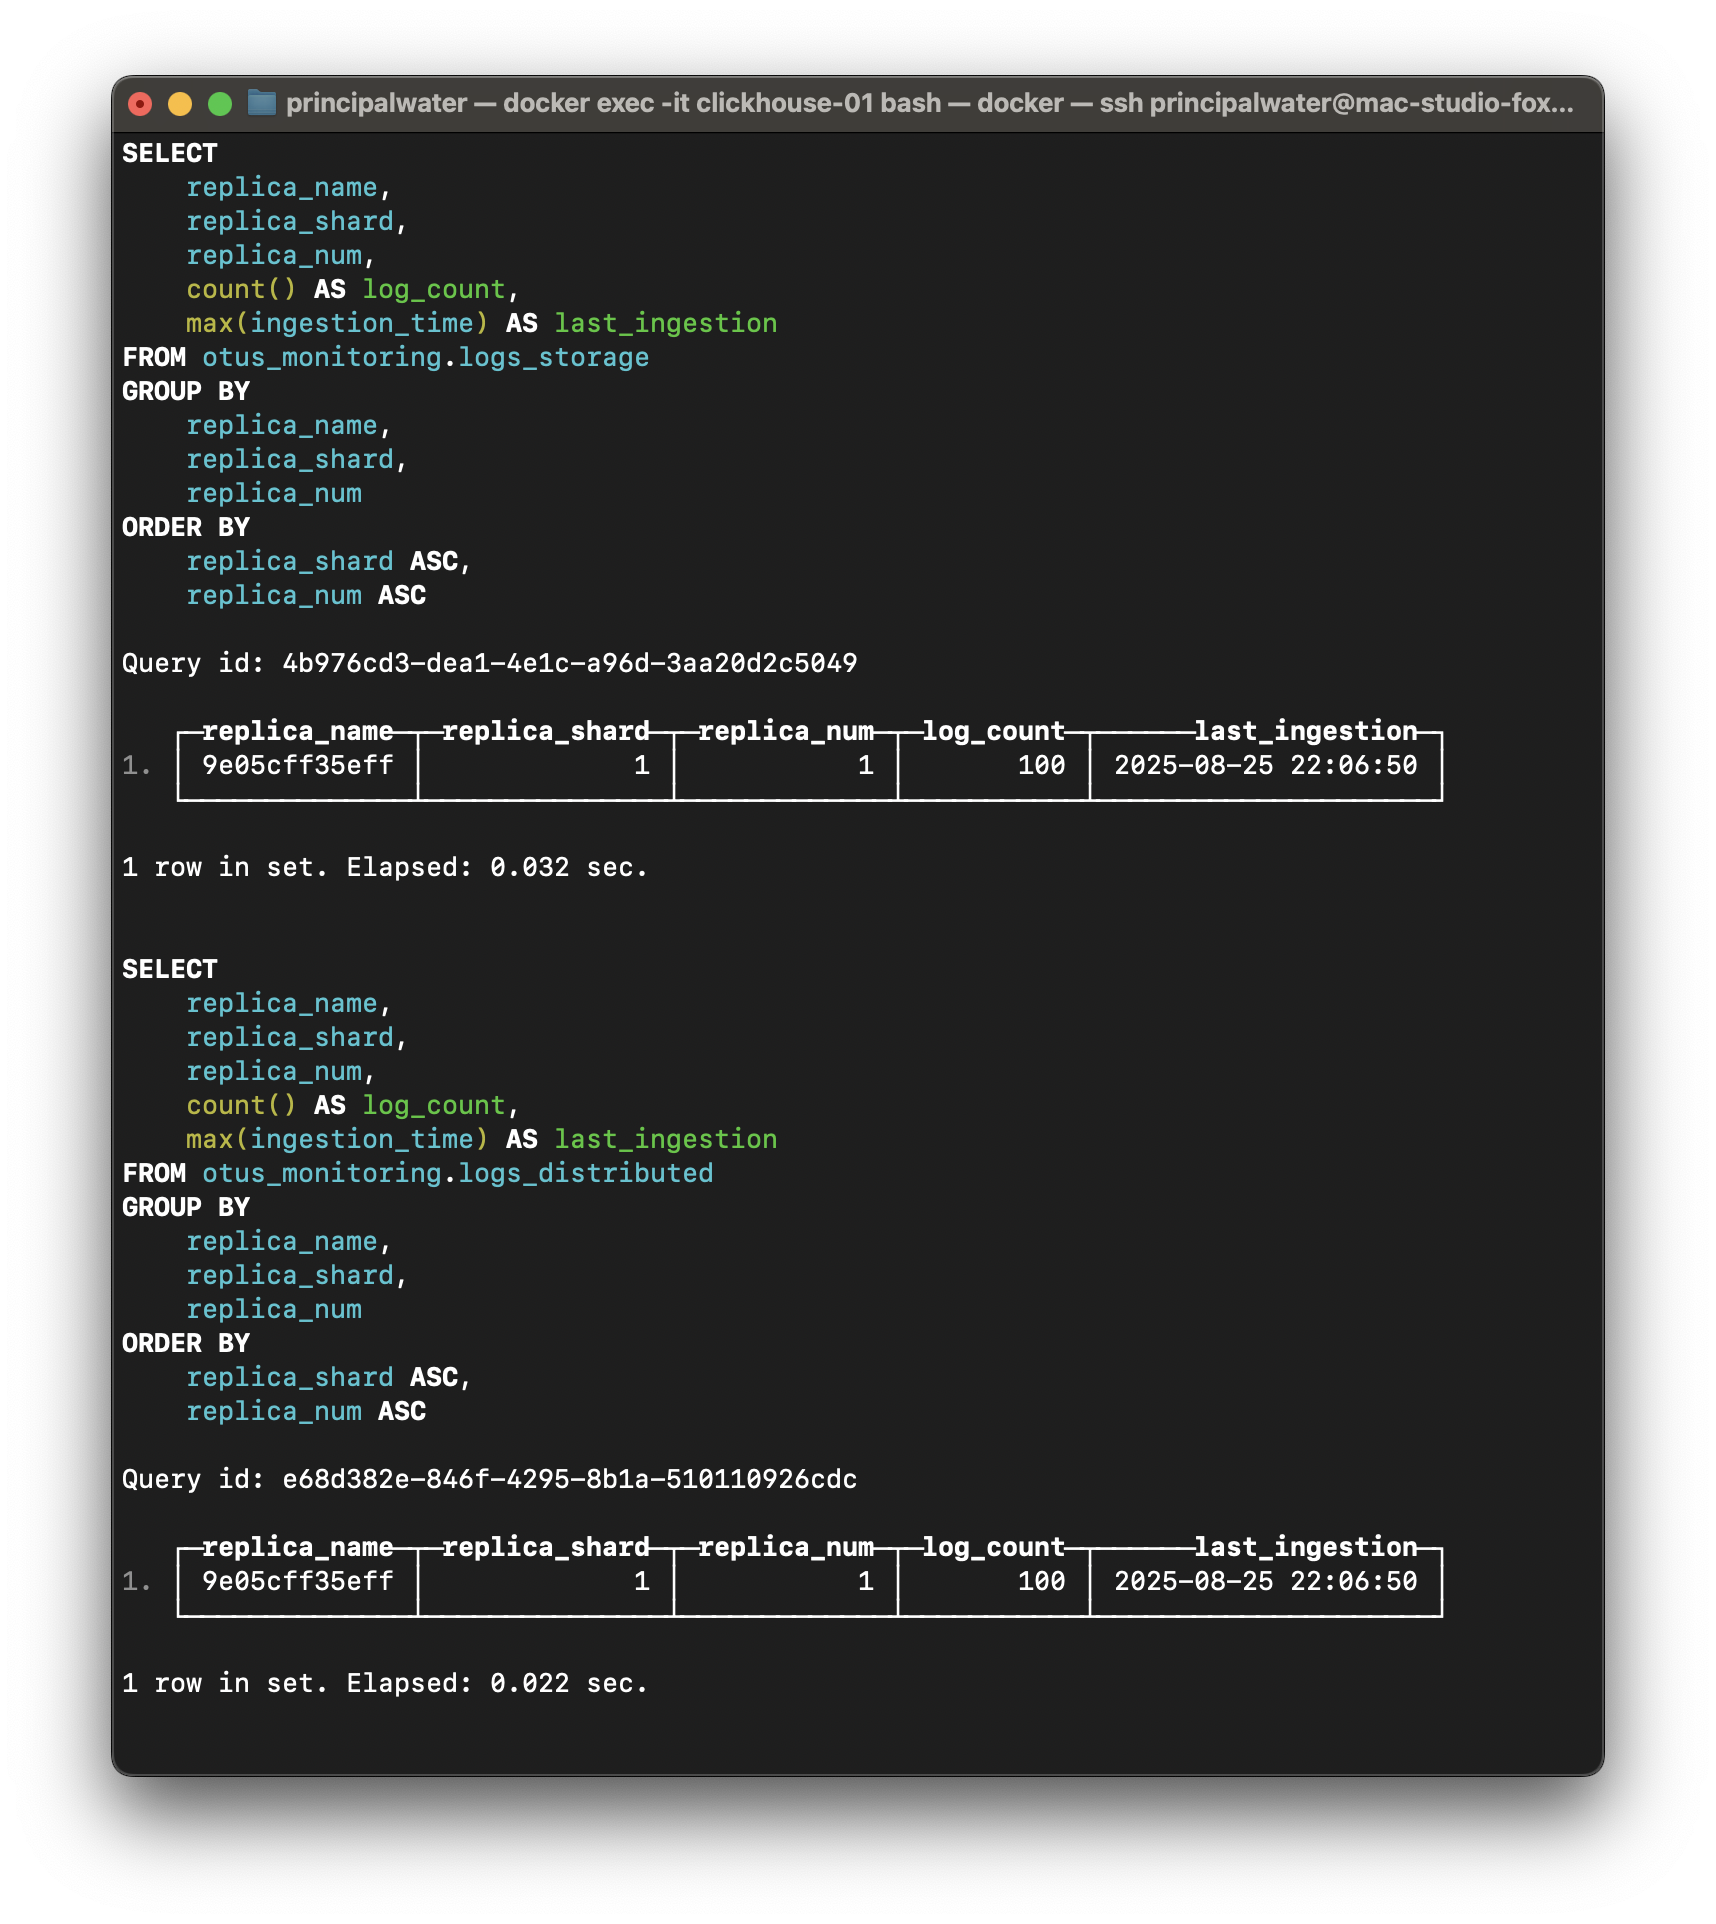 principalwater — docker exec -it clickhouse-01 bash — docker — ssh principalwater@mac-studio-fox...
SELECT
    replica_name,
    replica_shard,
    replica_num,
    count() AS log_count,
    max(ingestion_time) AS last_ingestion
FROM otus_monitoring.logs_storage
GROUP BY
    replica_name,
    replica_shard,
    replica_num
ORDER BY
    replica_shard ASC,
    replica_num ASC
Query id: 4b976cd3-dea1-4e1c-a96d-3aa20d2c5049
replica_name replica_shard replica_num log_count last_ingestion
1. 9e05cff35eff 1 1 100 2025-08-25 22:06:50
1 row in set. Elapsed: 0.032 sec.
SELECT
    replica_name,
    replica_shard,
    replica_num,
    count() AS log_count,
    max(ingestion_time) AS last_ingestion
FROM otus_monitoring.logs_distributed
GROUP BY
    replica_name,
    replica_shard,
    replica_num
ORDER BY
    replica_shard ASC,
    replica_num ASC
Query id: e68d382e-846f-4295-8b1a-510110926cdc
replica_name replica_shard replica_num log_count last_ingestion
1. 9e05cff35eff 1 1 100 2025-08-25 22:06:50
1 row in set. Elapsed: 0.022 sec.